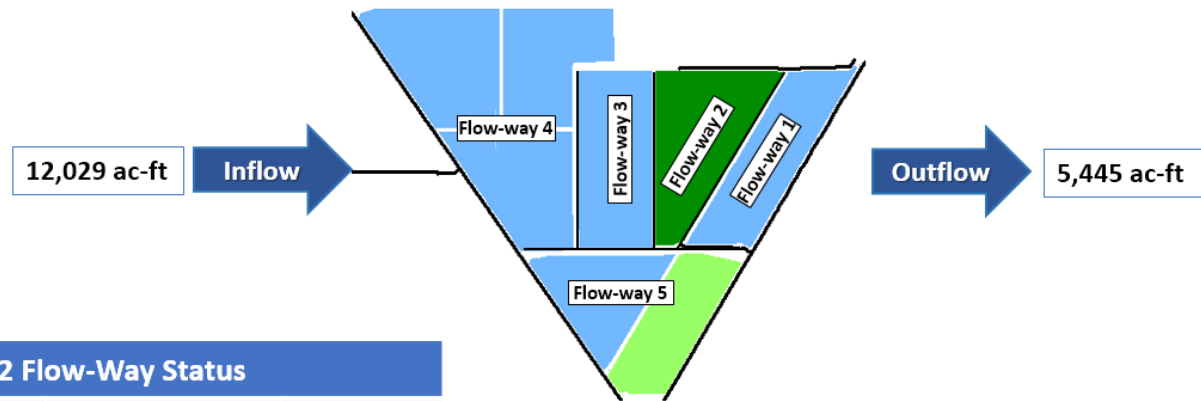 Flow-way 4
Flow-way 3
Flow-way 2
Flow-way 1
12,029 ac-ft
Inflow
Outflow
5,445 ac-ft
Flow-way 5
2 Flow-Way Status